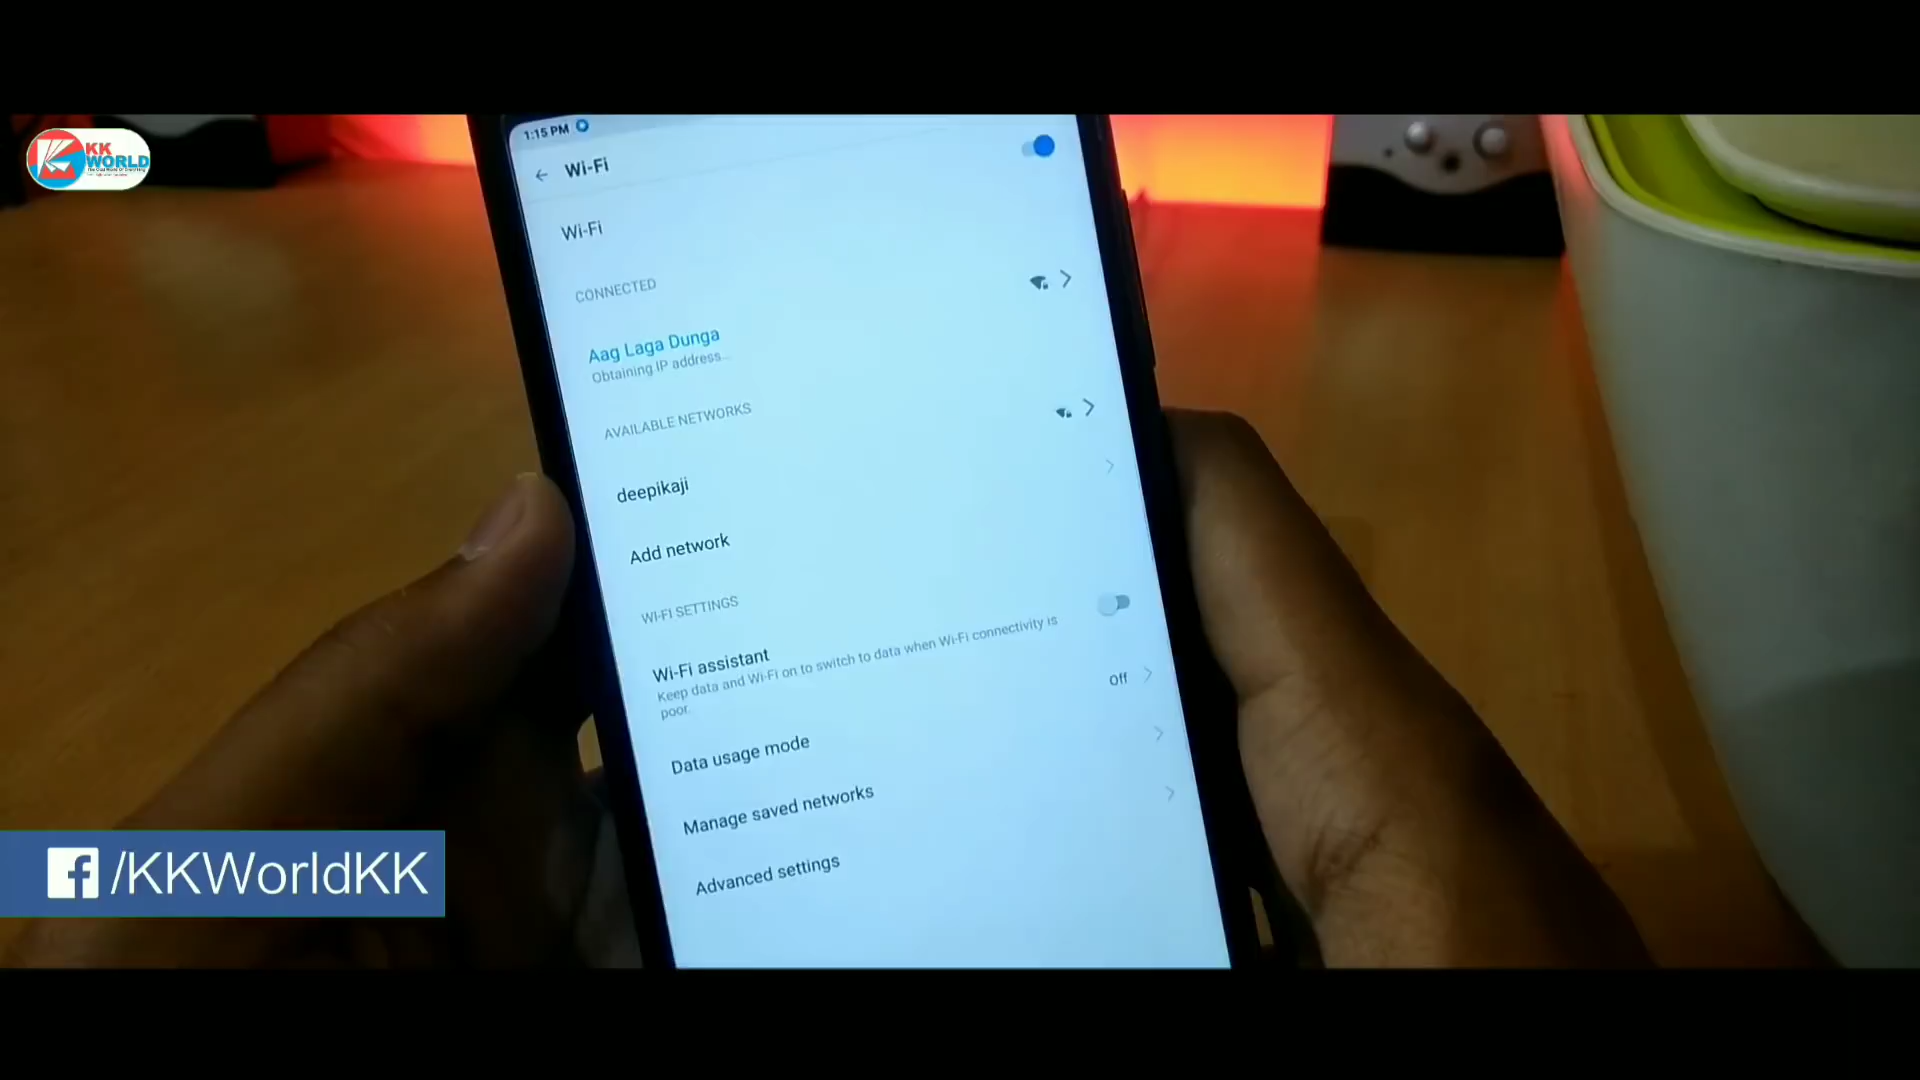 KK
WORLD
1:15 PM
Wi-Fi
Wi-Fi
CONNECTED
Aag Laga Dunga
Obtaining IP address...
AVAILABLE NETWORKS
deepikaji
Add network
WI-FI SETTINGS
Wi-Fi assistant
Keep data and Wi-Fi on to switch to data when Wi-Fi connectivity is
poor.
Data usage mode Off
Manage saved networks
Advanced settings
/KKWorldKK